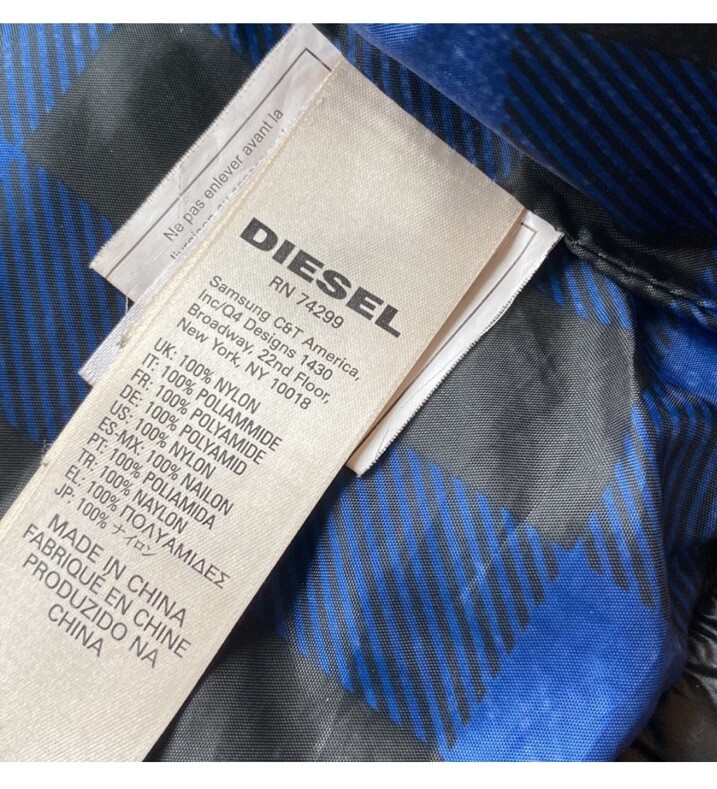 Ne pas enlever avant la
DIESEL
RN 74299
Samsung C&T America,
Inc/Q4 Designs 1430
Broadway, 22nd Floor,
New York, NY 10018
UK: 100% NYLON
IT: 100% POLIAMMIDE
FR: 100% POLYAMIDE
DE: 100% POLYAMID
US: 100% NYLON
ES-MX: 100% NAILON
PT: 100% POLIAMIDA
TR: 100% NAYLON
EL: 100% ΠΟΛΥΑΜΙΔΕΣ
JP: 100% ナイロン
MADE IN CHINA
FABRIQUÉ EN CHINE
PRODUZIDO NA
CHINA